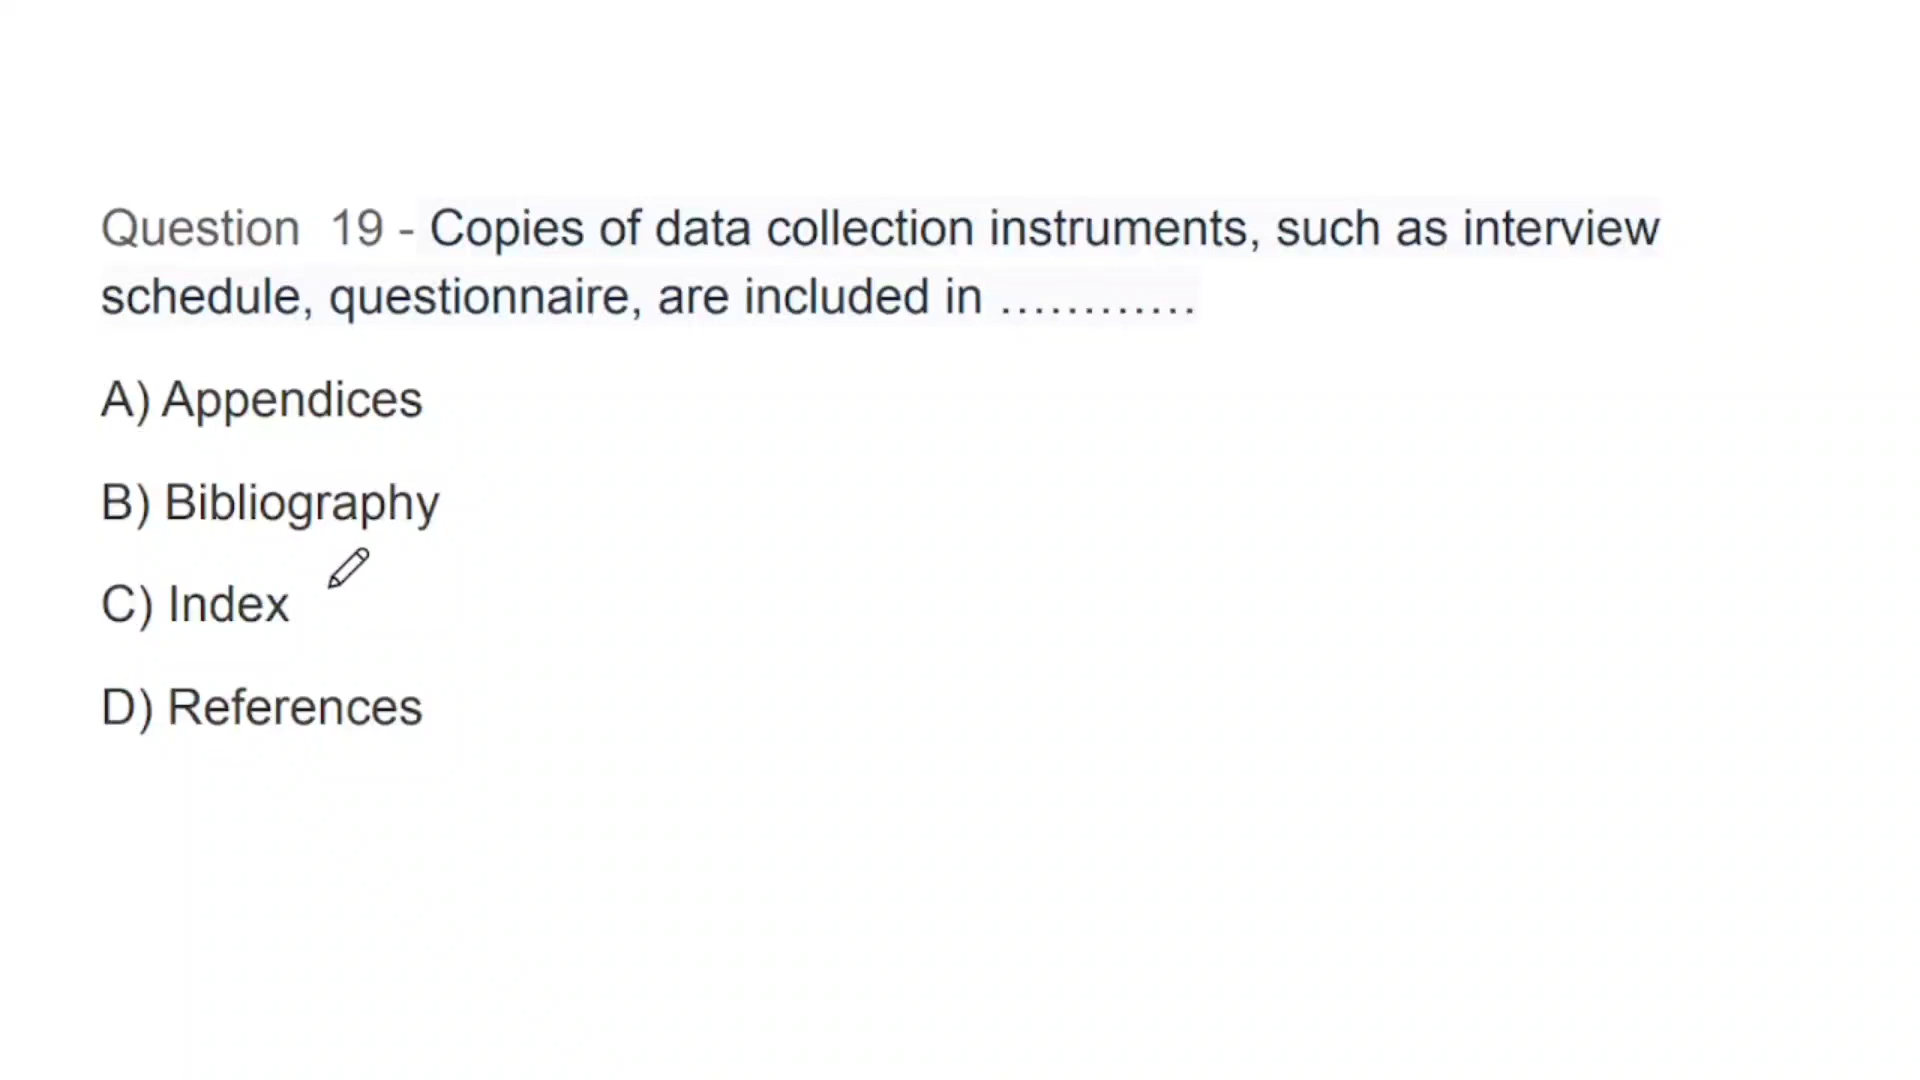 Question 19 - Copies of data collection instruments, such as interview
schedule, questionnaire, are included in ............
A) Appendices
B) Bibliography
C) Index
D) References